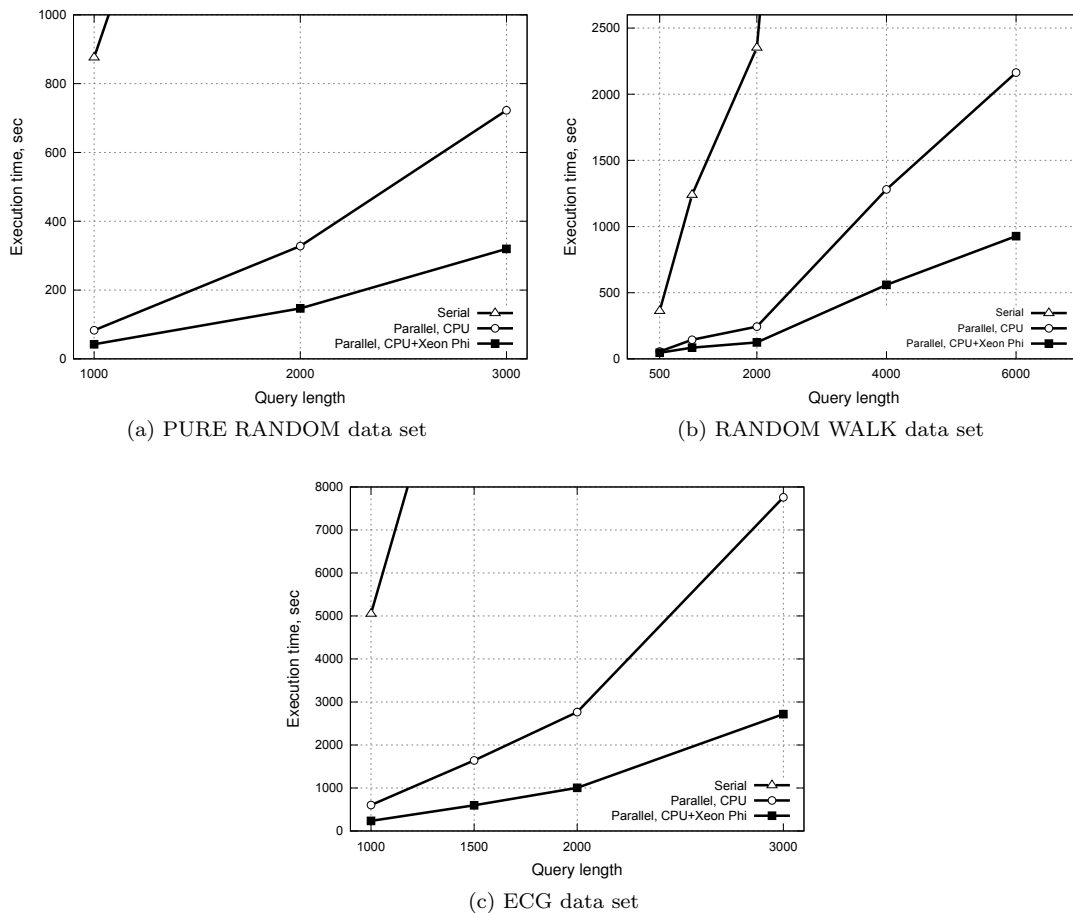 1000
800
600
400
200
0
1000
2000
3000
Execution time, sec
Query length
Serial
Parallel, CPU
Parallel, CPU+Xeon Phi
(a) PURE RANDOM data set
2500
2000
1500
1000
500
0
500
2000
4000
6000
Execution time, sec
Query length
Serial
Parallel, CPU
Parallel, CPU+Xeon Phi
(b) RANDOM WALK data set
8000
7000
6000
5000
4000
3000
2000
1000
0
1000
1500
2000
3000
Execution time, sec
Query length
Serial
Parallel, CPU
Parallel, CPU+Xeon Phi
(c) ECG data set